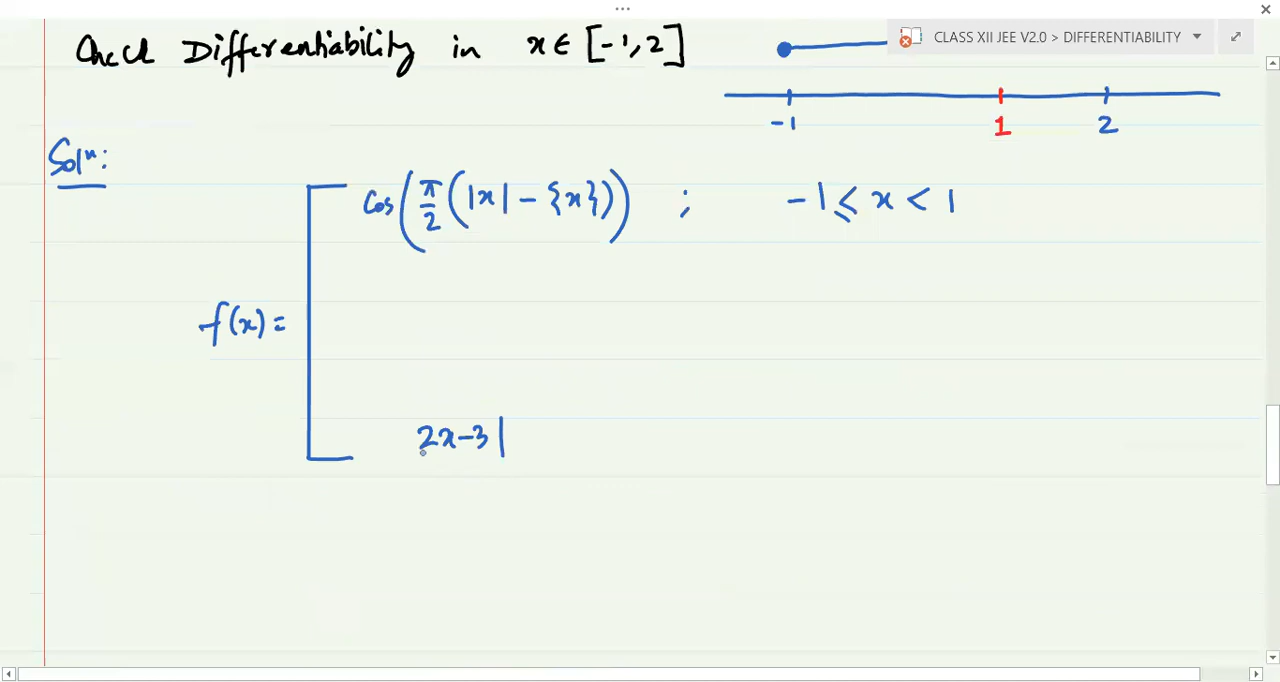 Check Differentiability in x ∈ [-1, 2]
CLASS XII JEE V2.0 > DIFFERENTIABILITY
-1 1 2
Solⁿ:
cos(π/2(|x| - {x})) ; -1 ≤ x < 1
f(x) =
2x-3|